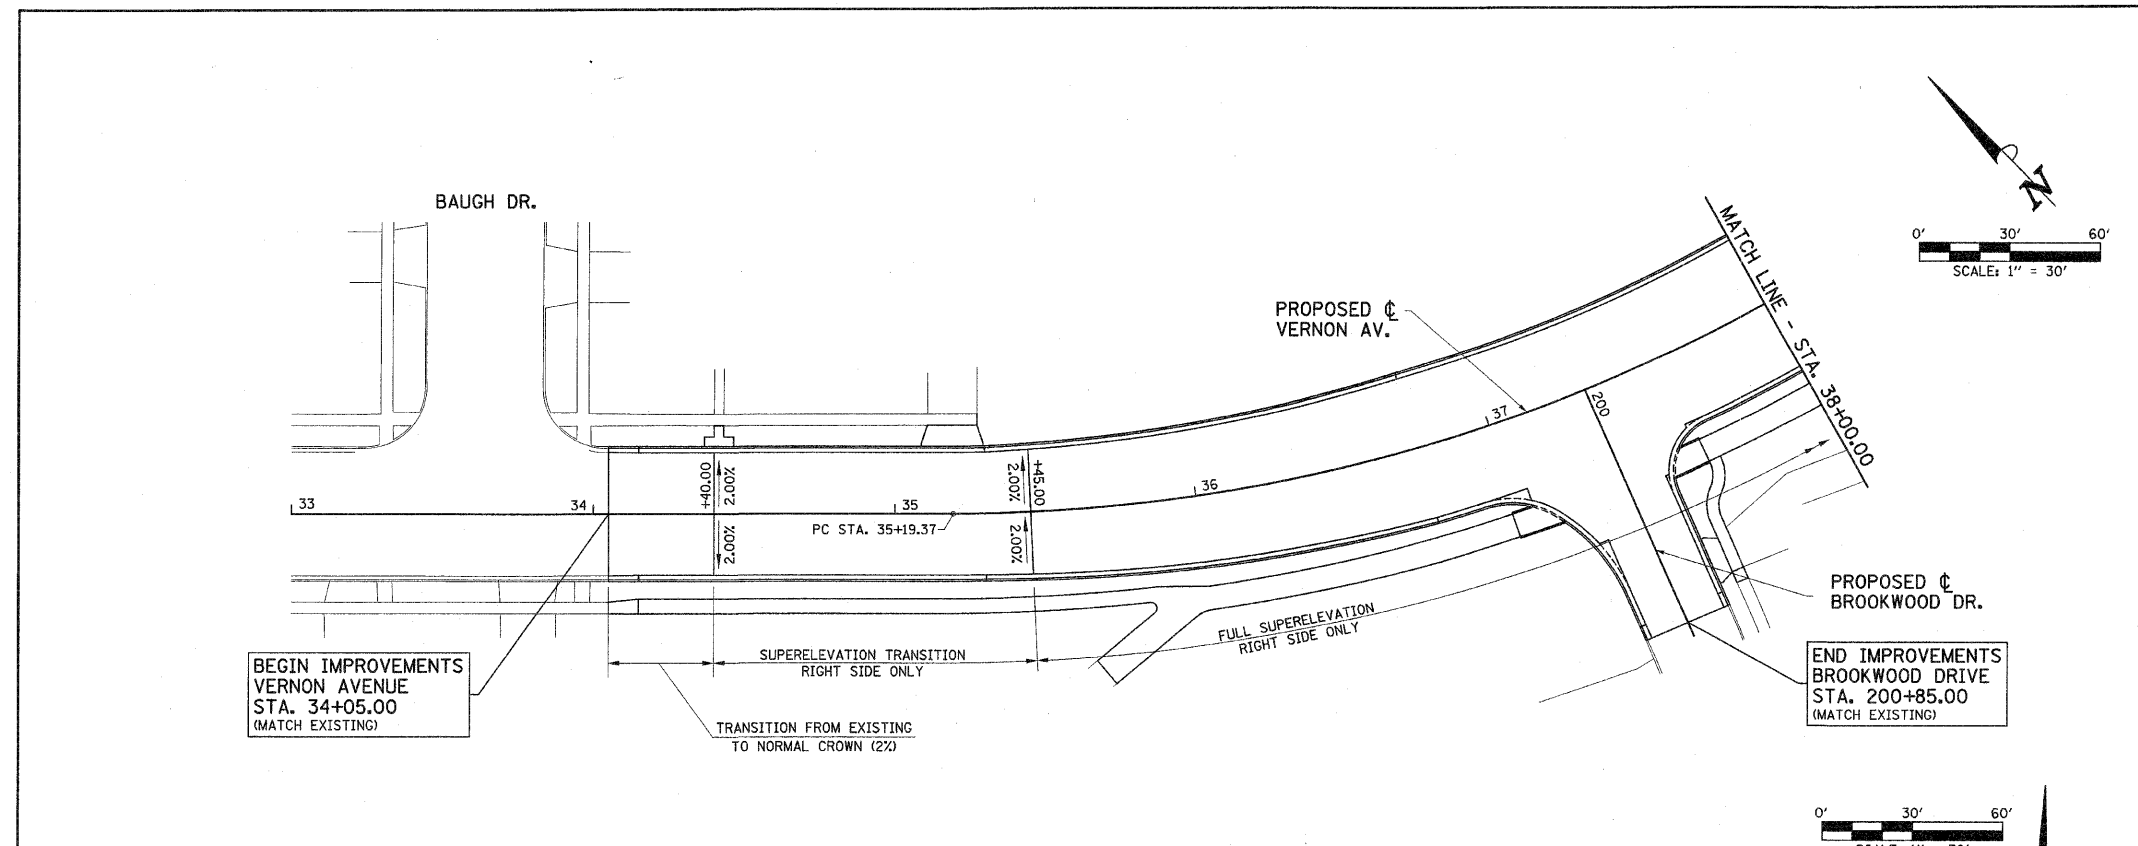 BAUGH DR.
N
0' 30' 60'
SCALE: 1" = 30'
MATCH LINE - STA. 38+00.00
PROPOSED ℄
VERNON AV.
33
34
35
36
37
200
+40.00
2.00%
2.00%
+45.00
2.00%
2.00%
PC STA. 35+19.37
PROPOSED ℄
BROOKWOOD DR.
FULL SUPERELEVATION
RIGHT SIDE ONLY
SUPERELEVATION TRANSITION
RIGHT SIDE ONLY
BEGIN IMPROVEMENTS
VERNON AVENUE
STA. 34+05.00
(MATCH EXISTING)
END IMPROVEMENTS
BROOKWOOD DRIVE
STA. 200+85.00
(MATCH EXISTING)
TRANSITION FROM EXISTING
TO NORMAL CROWN (2%)
0' 30' 60'